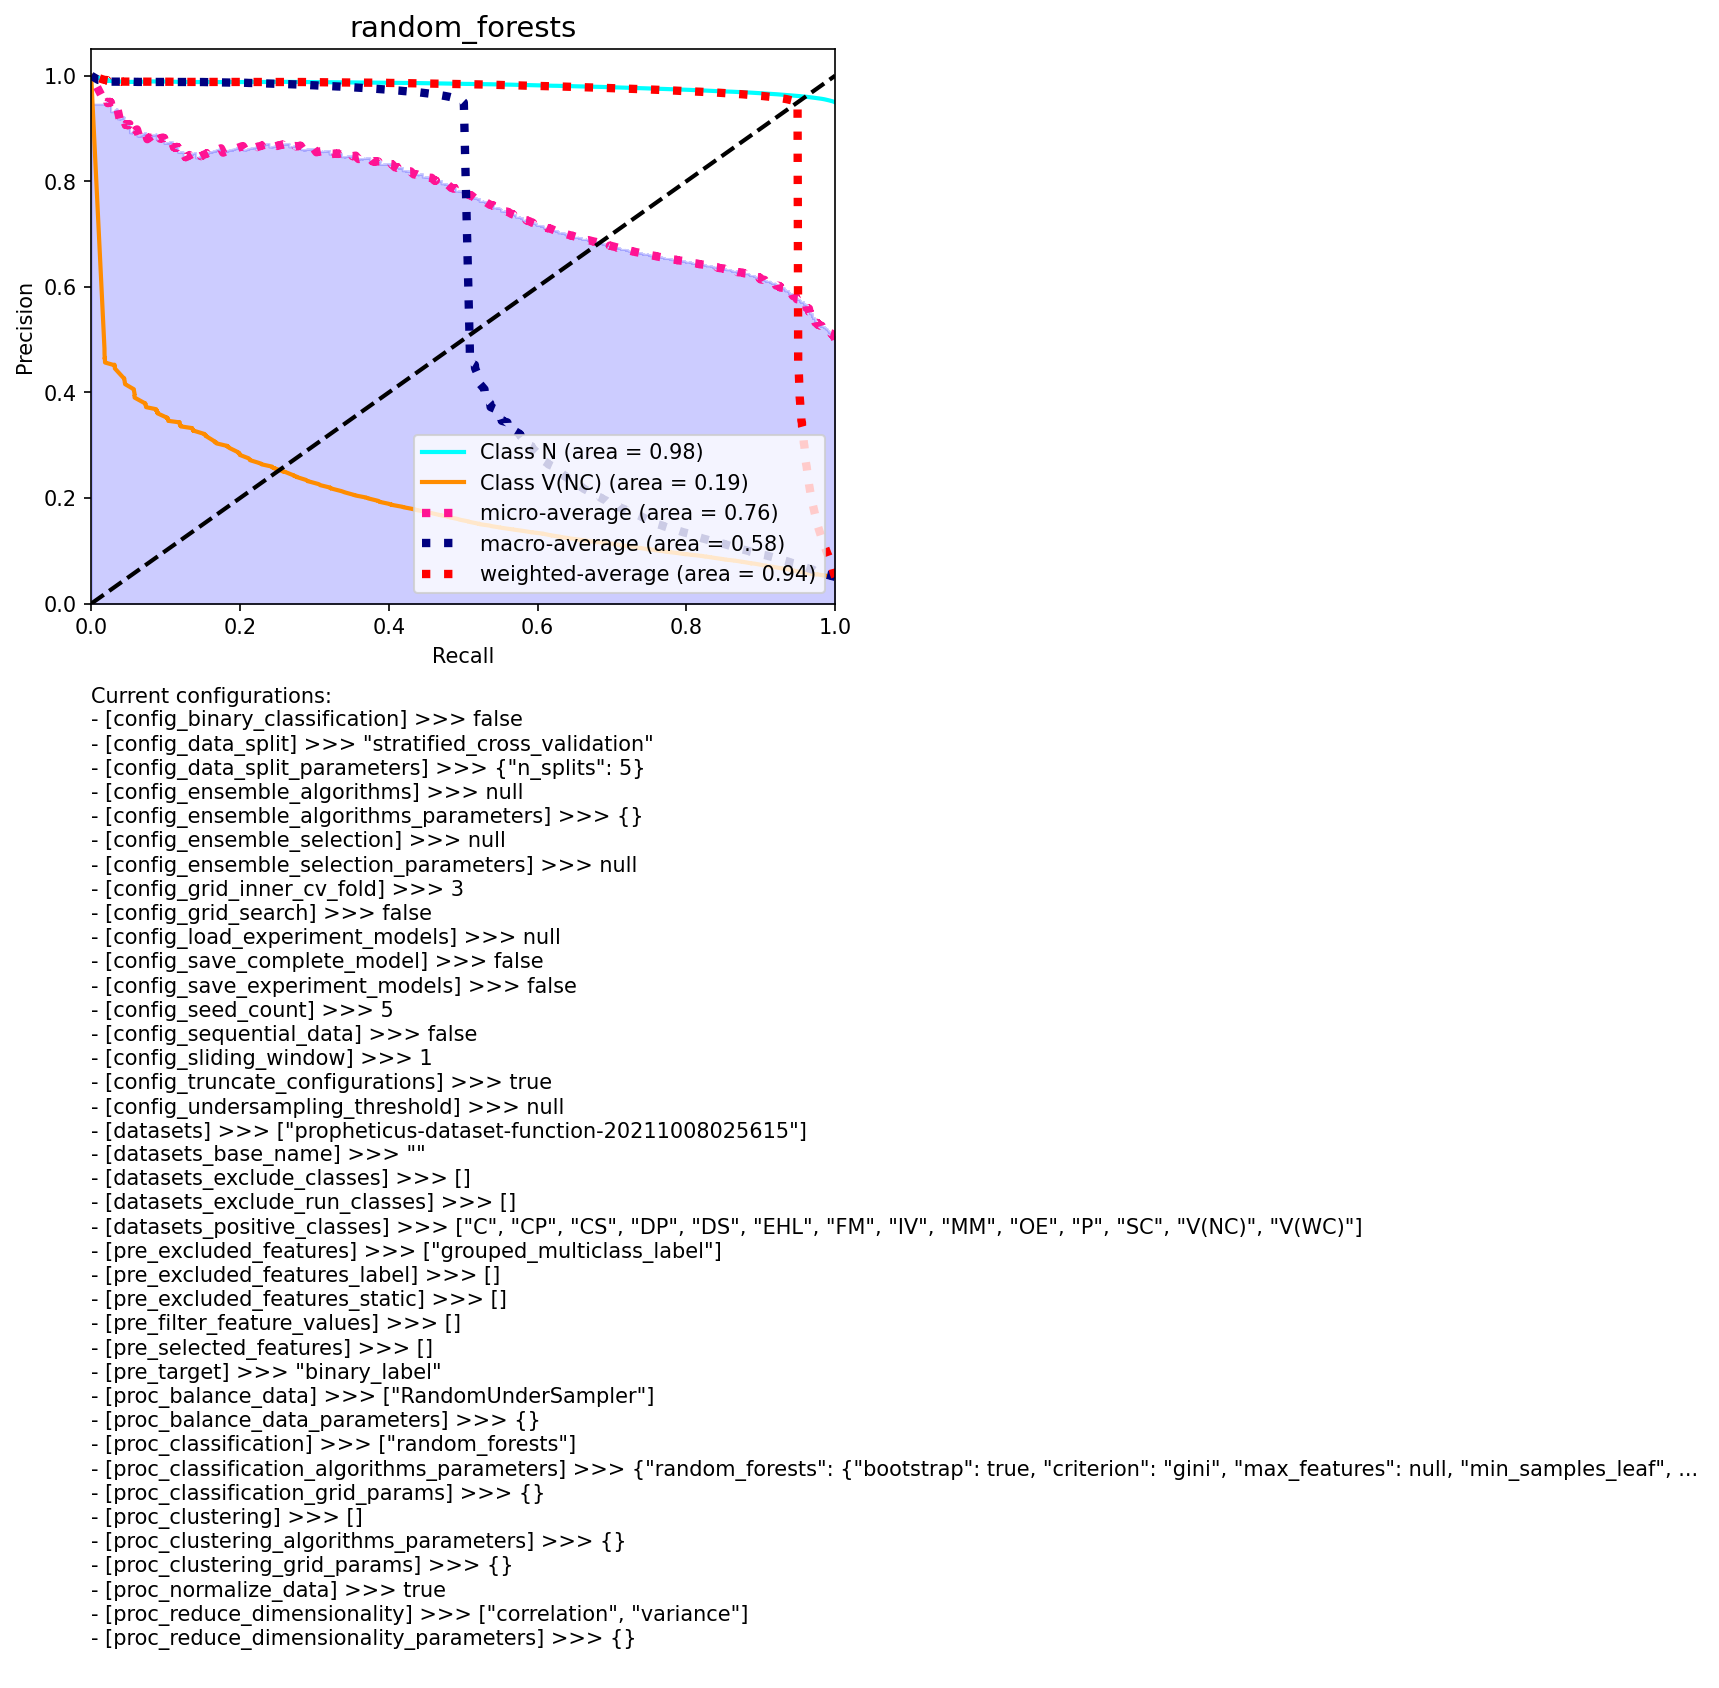 random_forests
1.0
0.8
0.6
0.4
0.2
0.0
Precision
0.0 0.2 0.4 0.6 0.8 1.0
Recall
Class N (area = 0.98)
Class V(NC) (area = 0.19)
micro-average (area = 0.76)
macro-average (area = 0.58)
weighted-average (area = 0.94)
Current configurations:
- [config_binary_classification] >>> false
- [config_data_split] >>> "stratified_cross_validation"
- [config_data_split_parameters] >>> {"n_splits": 5}
- [config_ensemble_algorithms] >>> null
- [config_ensemble_algorithms_parameters] >>> {}
- [config_ensemble_selection] >>> null
- [config_ensemble_selection_parameters] >>> null
- [config_grid_inner_cv_fold] >>> 3
- [config_grid_search] >>> false
- [config_load_experiment_models] >>> null
- [config_save_complete_model] >>> false
- [config_save_experiment_models] >>> false
- [config_seed_count] >>> 5
- [config_sequential_data] >>> false
- [config_sliding_window] >>> 1
- [config_truncate_configurations] >>> true
- [config_undersampling_threshold] >>> null
- [datasets] >>> ["propheticus-dataset-function-20211008025615"]
- [datasets_base_name] >>> ""
- [datasets_exclude_classes] >>> []
- [datasets_exclude_run_classes] >>> []
- [datasets_positive_classes] >>> ["C", "CP", "CS", "DP", "DS", "EHL", "FM", "IV", "MM", "OE", "P", "SC", "V(NC)", "V(WC)"]
- [pre_excluded_features] >>> ["grouped_multiclass_label"]
- [pre_excluded_features_label] >>> []
- [pre_excluded_features_static] >>> []
- [pre_filter_feature_values] >>> []
- [pre_selected_features] >>> []
- [pre_target] >>> "binary_label"
- [proc_balance_data] >>> ["RandomUnderSampler"]
- [proc_balance_data_parameters] >>> {}
- [proc_classification] >>> ["random_forests"]
- [proc_classification_algorithms_parameters] >>> {"random_forests": {"bootstrap": true, "criterion": "gini", "max_features": null, "min_samples_leaf", ...
- [proc_classification_grid_params] >>> {}
- [proc_clustering] >>> []
- [proc_clustering_algorithms_parameters] >>> {}
- [proc_clustering_grid_params] >>> {}
- [proc_normalize_data] >>> true
- [proc_reduce_dimensionality] >>> ["correlation", "variance"]
- [proc_reduce_dimensionality_parameters] >>> {}